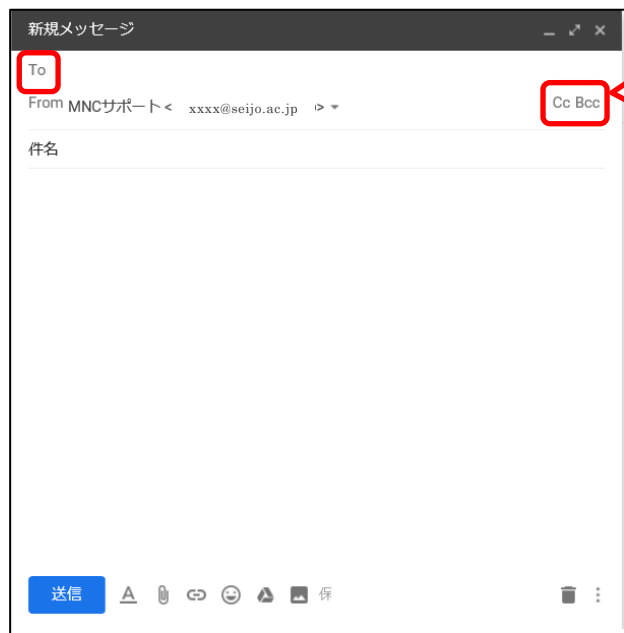 新規メッセージ
To
From MNCサポート < xxxx@seijo.ac.jp >
Cc Bcc
件名
送信